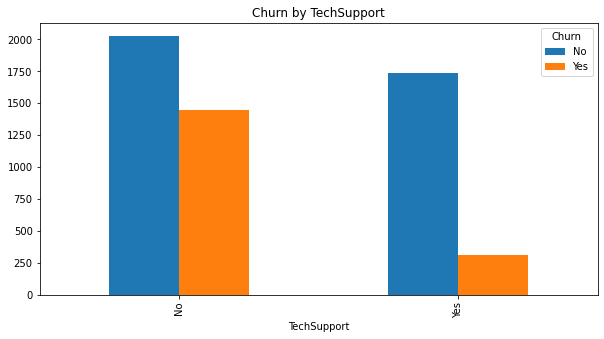 Churn by TechSupport
Churn
No
Yes
2000
1750
1500
1250
1000
750
500
250
0
No
Yes
TechSupport